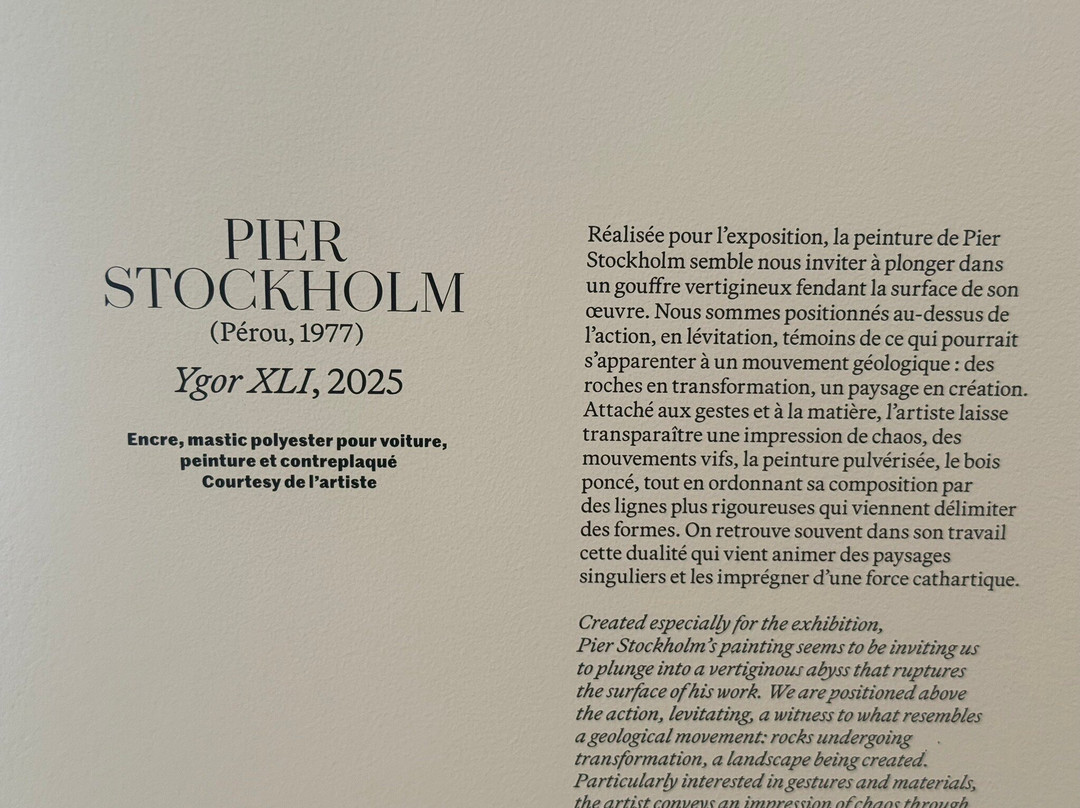 PIER
STOCKHOLM
(Pérou, 1977)
Ygor XLI, 2025
Encre, mastic polyester pour voiture,
peinture et contreplaqué
Courtesy de l'artiste
Réalisée pour l'exposition, la peinture de Pier
Stockholm semble nous inviter à plonger dans
un gouffre vertigineux fendant la surface de son
œuvre. Nous sommes positionnés au-dessus de
l'action, en lévitation, témoins de ce qui pourrait
s'apparenter à un mouvement géologique : des
roches en transformation, un paysage en création.
Attaché aux gestes et à la matière, l'artiste laisse
transparaître une impression de chaos, des
mouvements vifs, la peinture pulvérisée, le bois
poncé, tout en ordonnant sa composition par
des lignes plus rigoureuses qui viennent délimiter
des formes. On retrouve souvent dans son travail
cette dualité qui vient animer des paysages
singuliers et les imprégner d'une force cathartique.
Created especially for the exhibition,
Pier Stockholm's painting seems to be inviting us
to plunge into a vertiginous abyss that ruptures
the surface of his work. We are positioned above
the action, levitating, a witness to what resembles
a geological movement: rocks undergoing
transformation, a landscape being created.
Particularly interested in gestures and materials,
the artist conveys an impression of chaos through